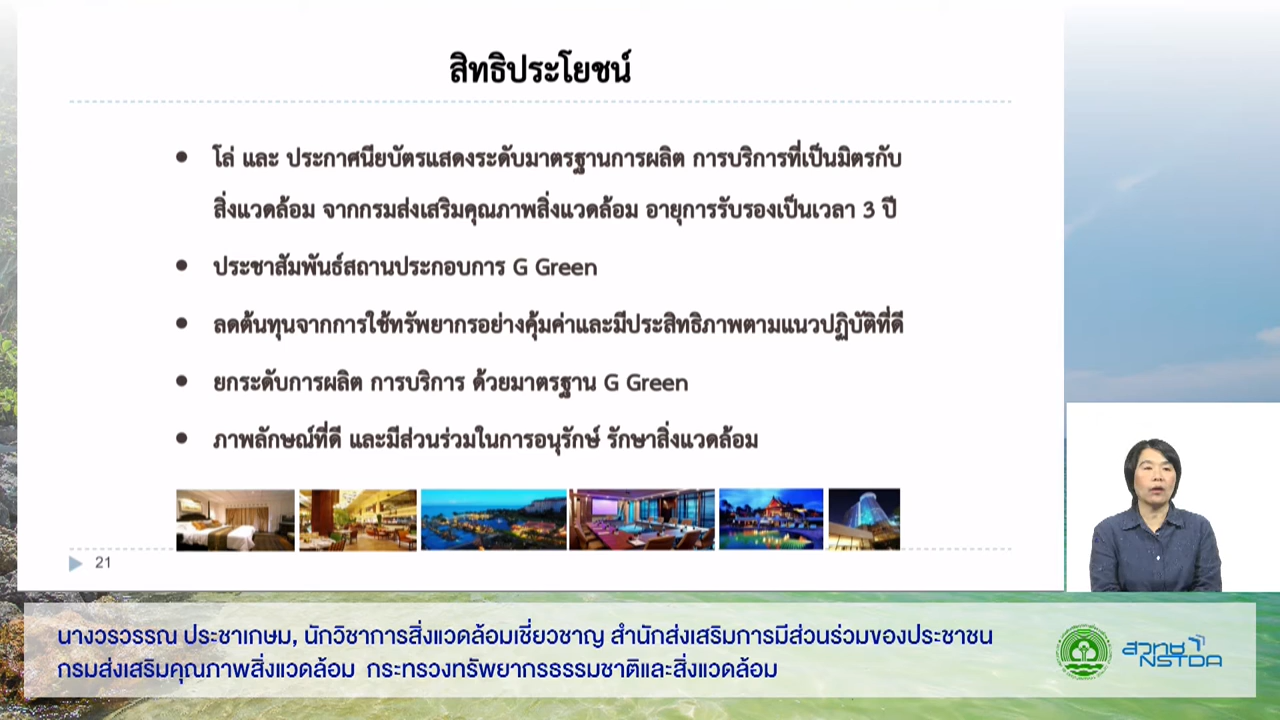 สิทธิประโยชน์
• โล่ และ ประกาศนียบัตรแสดงระดับมาตรฐานการผลิต การบริการที่เป็นมิตรกับ
สิ่งแวดล้อม จากกรมส่งเสริมคุณภาพสิ่งแวดล้อม อายุการรับรองเป็นเวลา 3 ปี
• ประชาสัมพันธ์สถานประกอบการ G Green
• ลดต้นทุนจากการใช้ทรัพยากรอย่างคุ้มค่าและมีประสิทธิภาพตามแนวปฏิบัติที่ดี
• ยกระดับการผลิต การบริการ ด้วยมาตรฐาน G Green
• ภาพลักษณ์ที่ดี และมีส่วนร่วมในการอนุรักษ์ รักษาสิ่งแวดล้อม
21
นางวรวรรณ ประชาเกษม, นักวิชาการสิ่งแวดล้อมเชี่ยวชาญ สำนักส่งเสริมการมีส่วนร่วมของประชาชน
กรมส่งเสริมคุณภาพสิ่งแวดล้อม กระทรวงทรัพยากรธรรมชาติและสิ่งแวดล้อม
สวทช
NSTDA